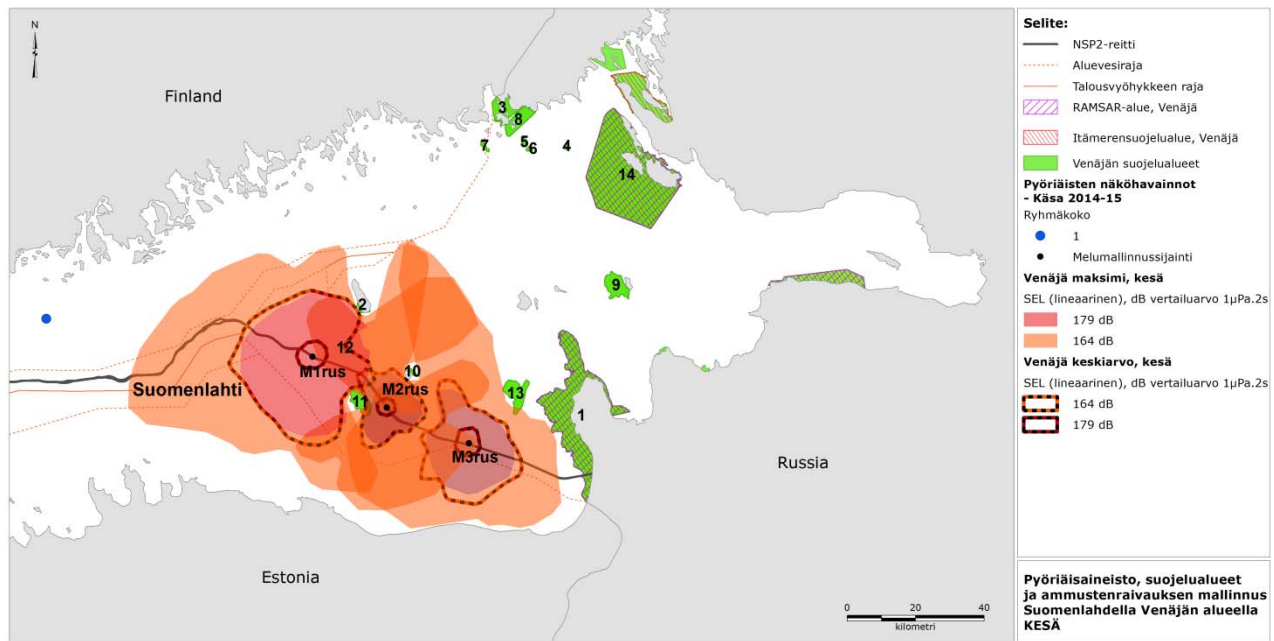 N
Finland
3
8
7
5
6
4
14
9
2
12
M1rus
Suomenlahti
10
M2rus
11
13
1
M3rus
Russia
Estonia
0 20 40
kilometri
Selite:
NSP2-reitti
Aluevesiraja
Talousvyöhykkeen raja
RAMSAR-alue, Venäjä
Itämerensuojelualue, Venäjä
Venäjän suojelualueet
Pyöriäisten näköhavainnot
- Käsa 2014-15
Ryhmäkoko
1
Melumallinnussijainti
Venäjä maksimi, kesä
SEL (lineaarinen), dB vertailuarvo 1µPa.2s
179 dB
164 dB
Venäjä keskiarvo, kesä
SEL (lineaarinen), dB vertailuarvo 1µPa.2s
164 dB
179 dB
Pyöriäisaineisto, suojelualueet
ja ammustenraivauksen mallinnus
Suomenlahdella Venäjän alueella
KESÄ